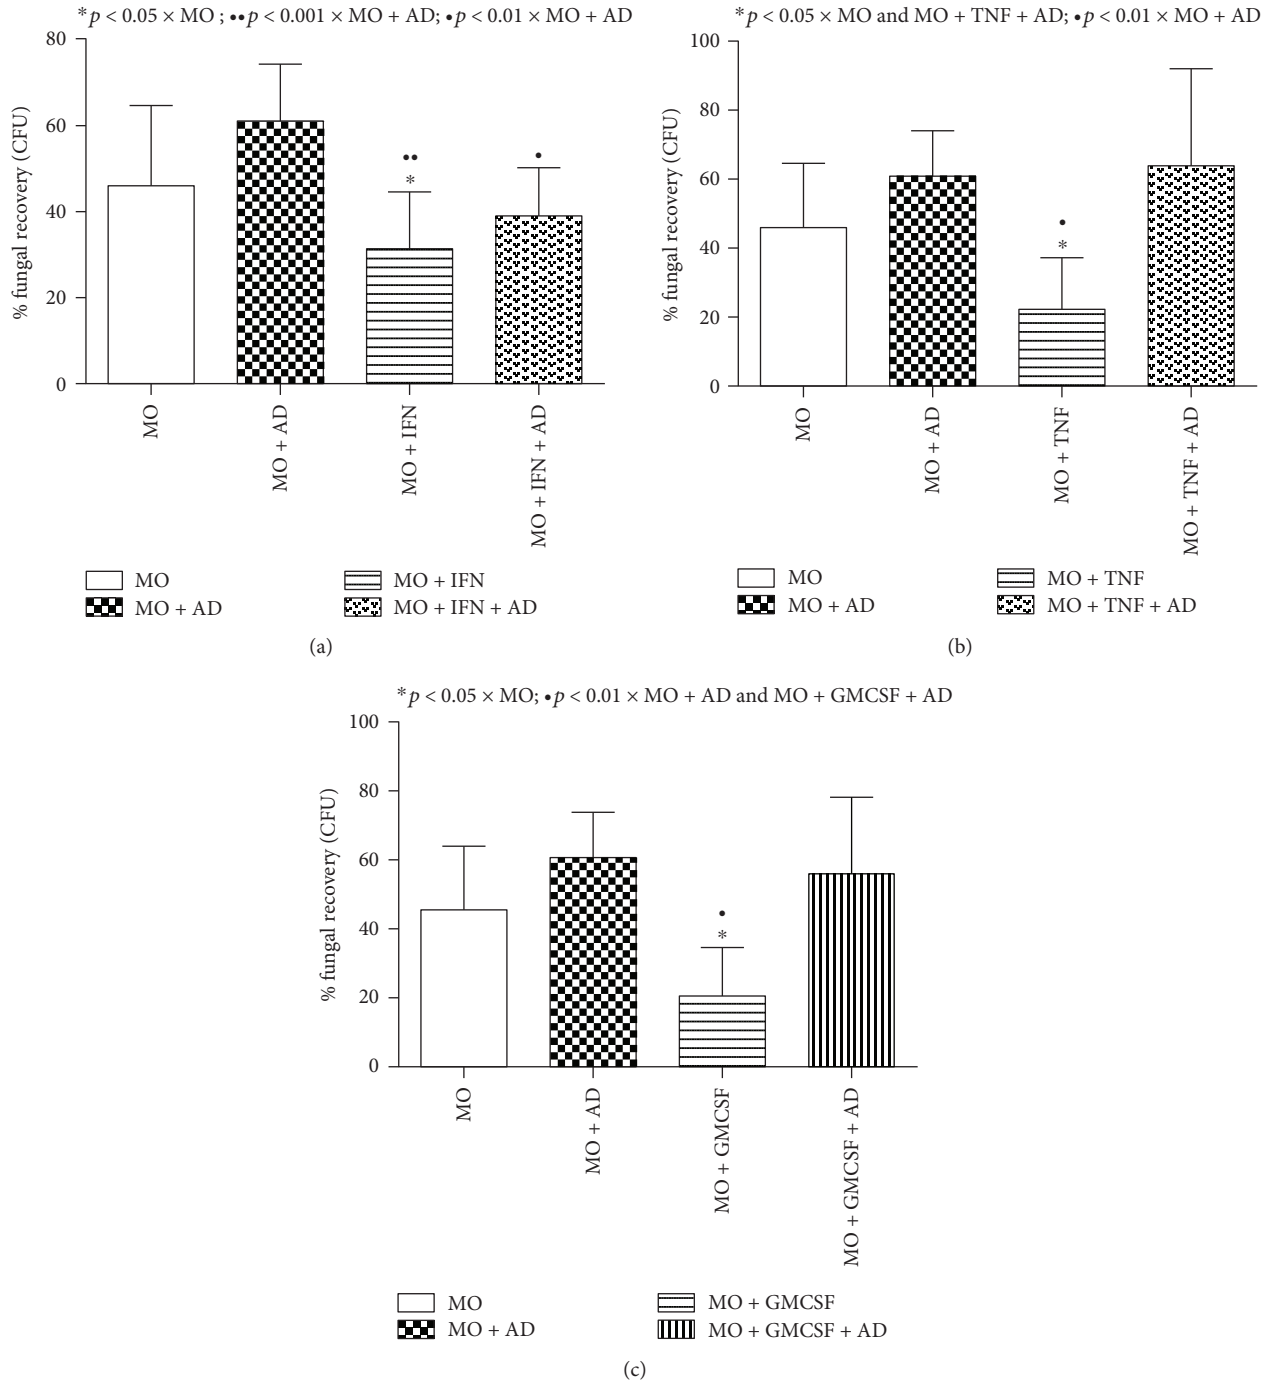 *p < 0.05 × MO ; ••p < 0.001 × MO + AD; •p < 0.01 × MO + AD
80
60
40
20
0
% fungal recovery (CFU)
••
*
•
MO
MO + AD
MO + IFN
MO + IFN + AD
MO
MO + IFN
MO + AD
MO + IFN + AD
(a)
*p < 0.05 × MO and MO + TNF + AD; •p < 0.01 × MO + AD
100
80
60
40
20
0
% fungal recovery (CFU)
•
*
MO
MO + AD
MO + TNF
MO + TNF + AD
MO
MO + TNF
MO + AD
MO + TNF + AD
(b)
*p < 0.05 × MO; •p < 0.01 × MO + AD and MO + GMCSF + AD
100
80
60
40
20
0
% fungal recovery (CFU)
•
*
MO
MO + AD
MO + GMCSF
MO + GMCSF + AD
MO
MO + GMCSF
MO + AD
MO + GMCSF + AD
(c)